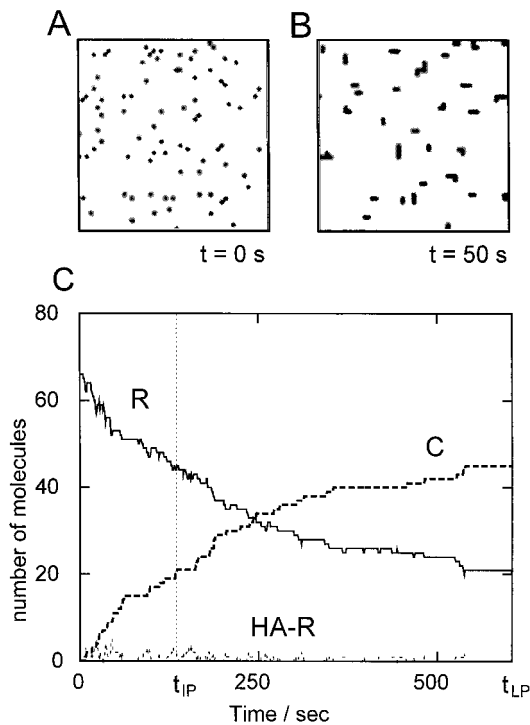 A
B
t = 0 s
t = 50 s
C
80
60
40
20
0
number of molecules
R
C
HA-R
0
t_IP
250
500
t_LP
Time / sec